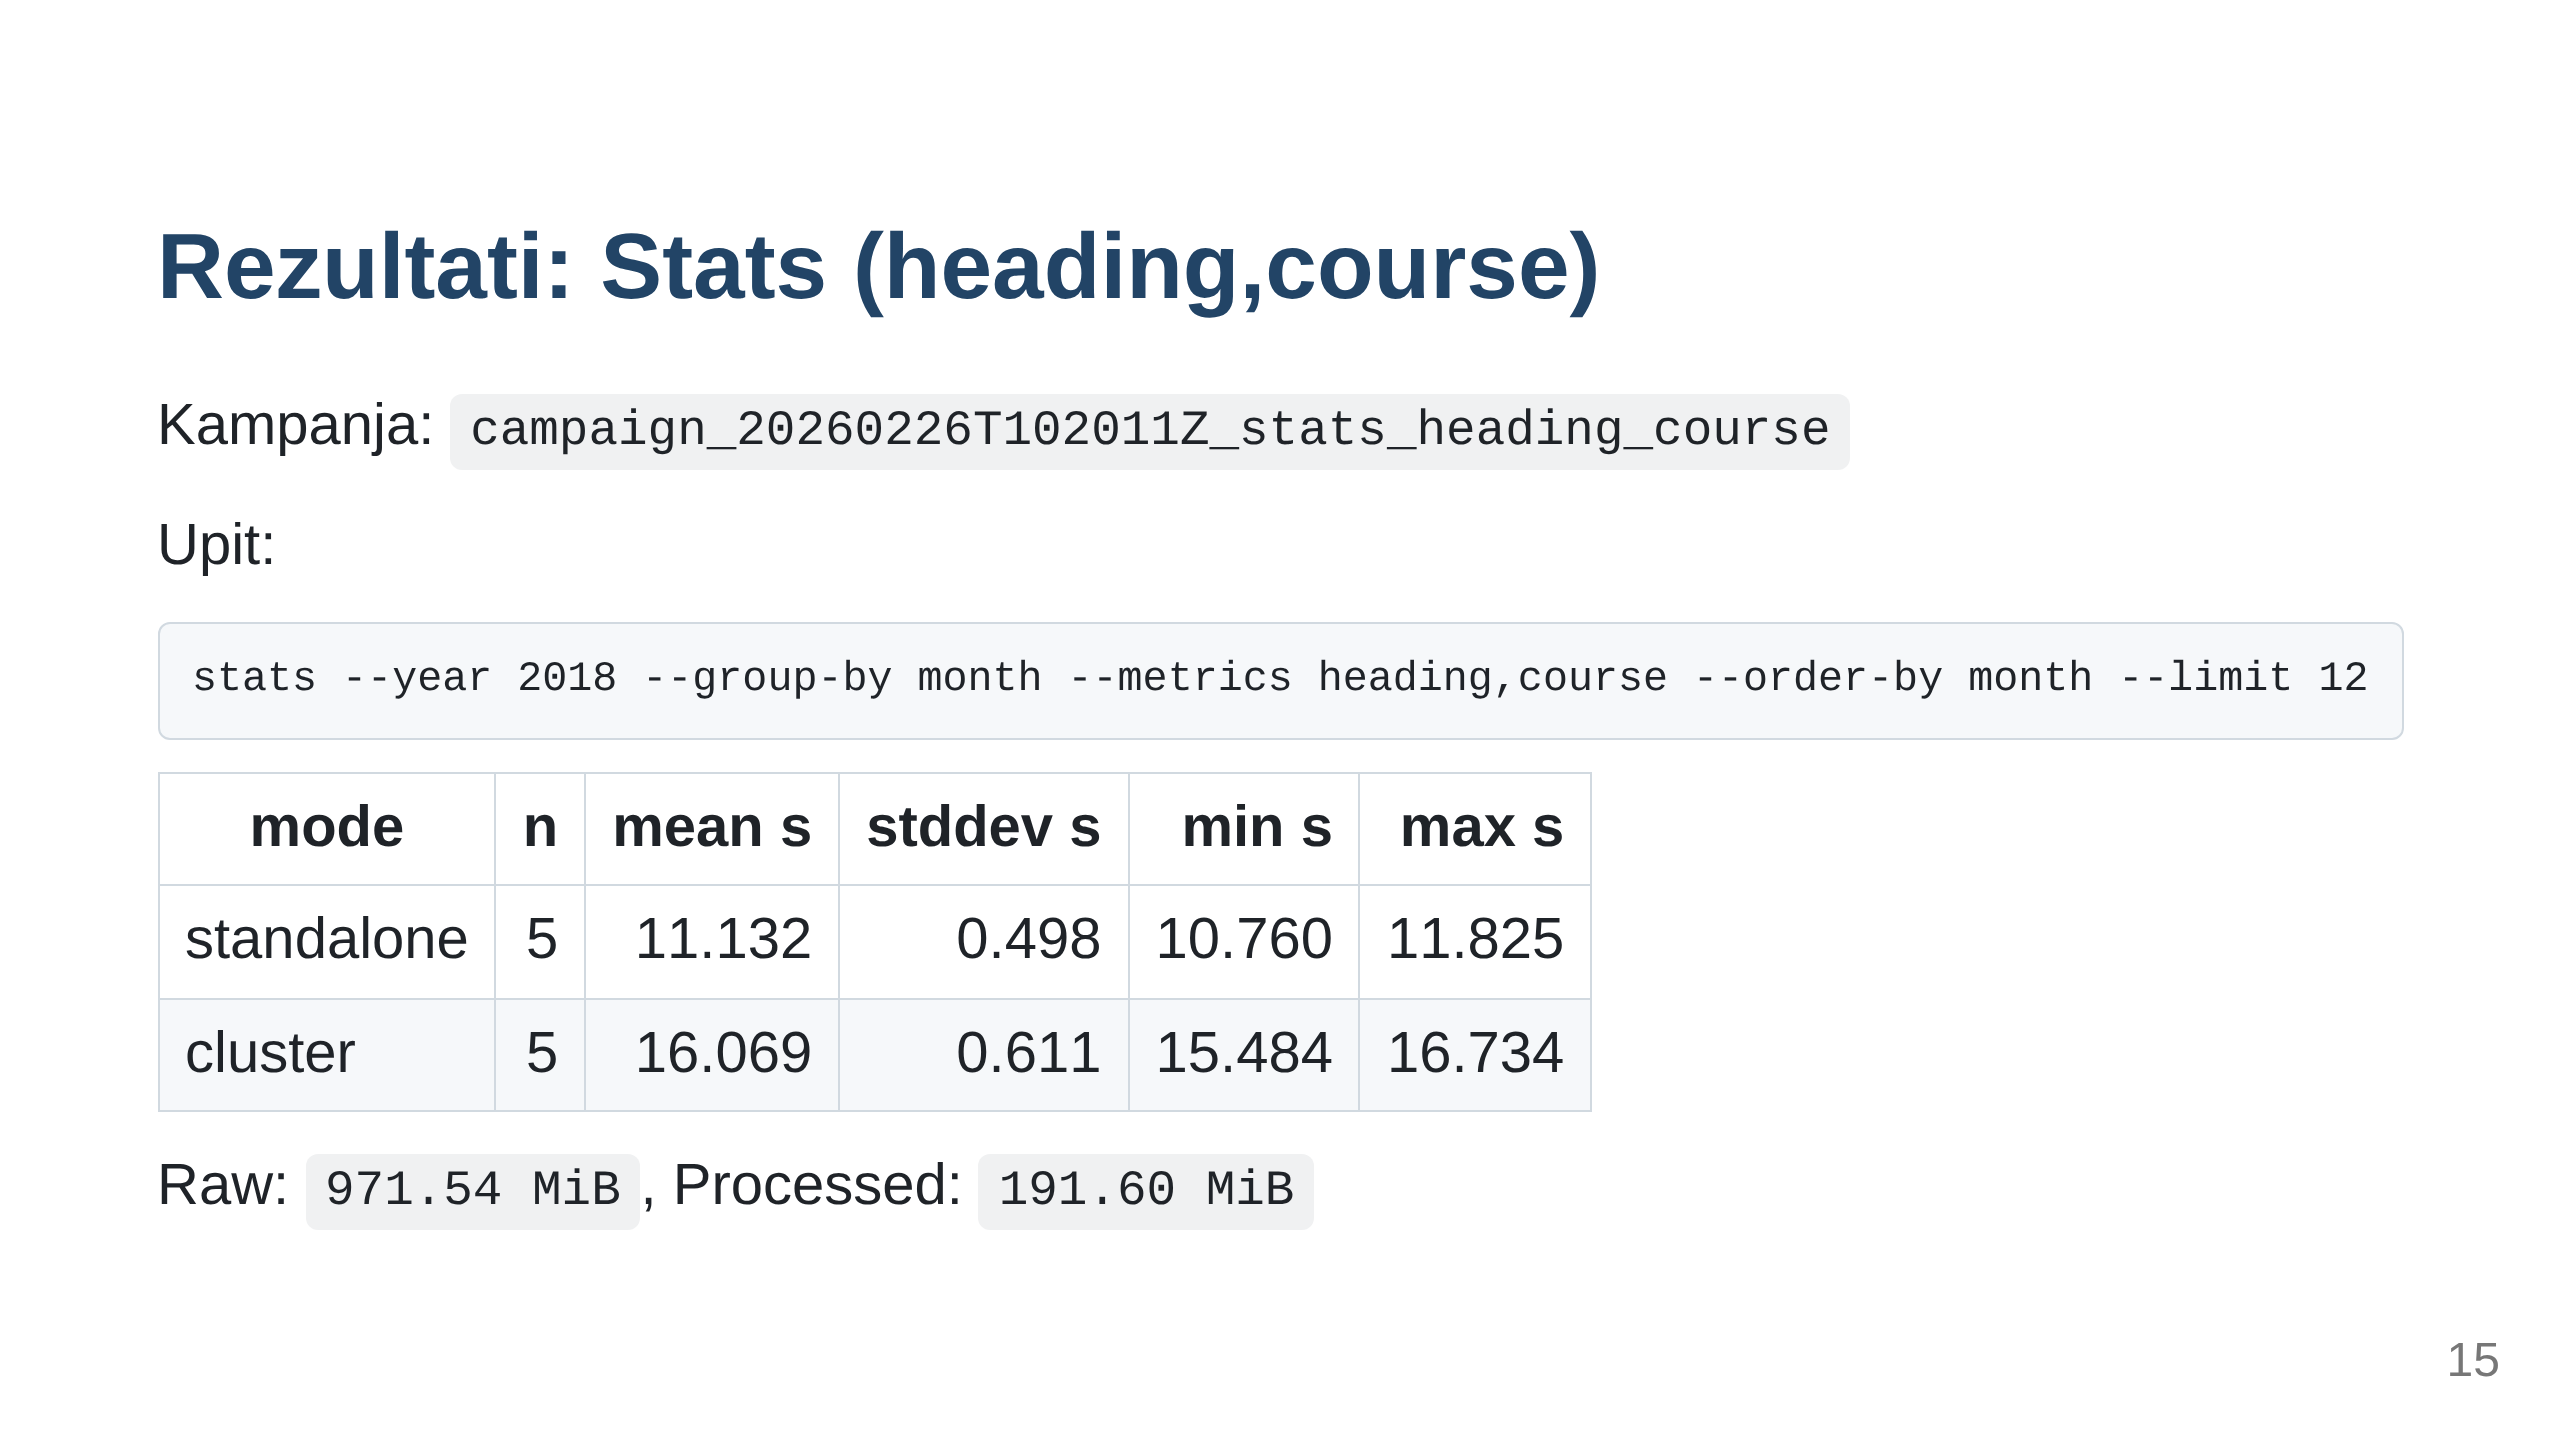 Rezultati: Stats (heading,course)
Kampanja: campaign_20260226T102011Z_stats_heading_course
Upit:
stats --year 2018 --group-by month --metrics heading,course --order-by month --limit 12
mode n mean s stddev s min s max s
standalone 5 11.132 0.498 10.760 11.825
cluster 5 16.069 0.611 15.484 16.734
Raw: 971.54 MiB, Processed: 191.60 MiB
15